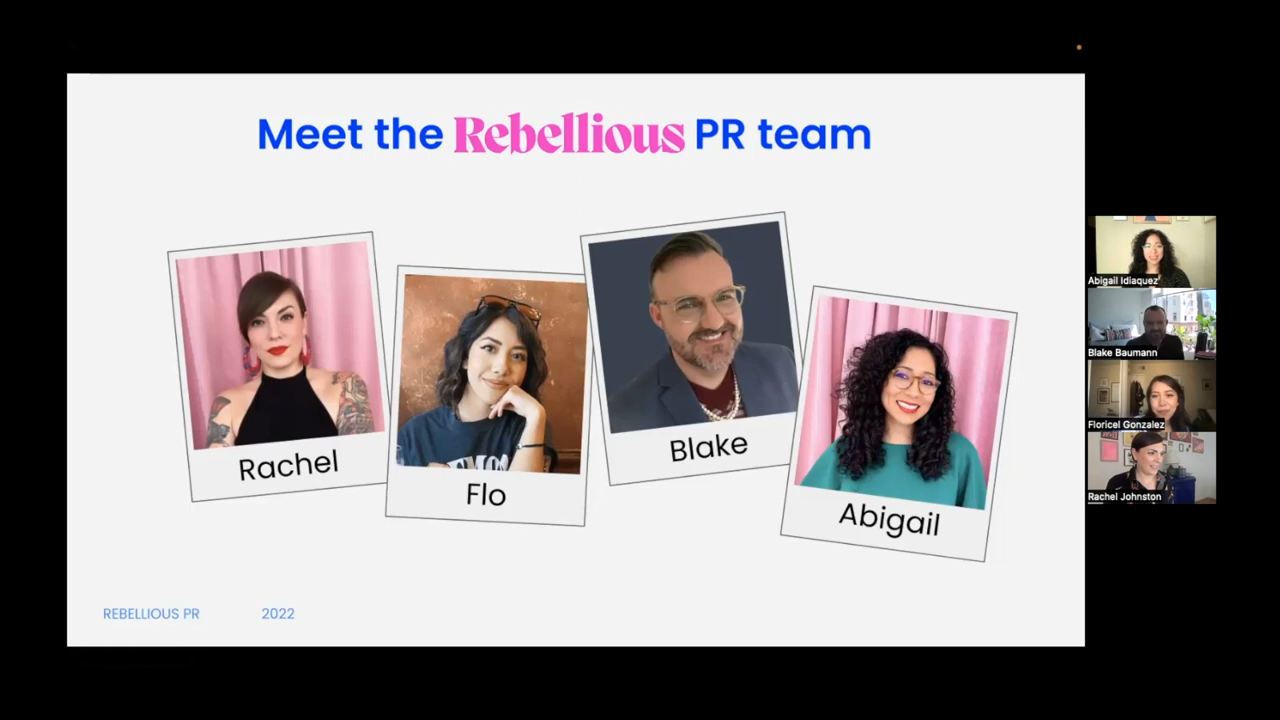 Meet the Rebellious PR team
Rachel
Flo
Blake
Abigail
REBELLIOUS PR 2022
Abigail Idiaquez
Blake Baumann
Floricel Gonzalez
Rachel Johnston